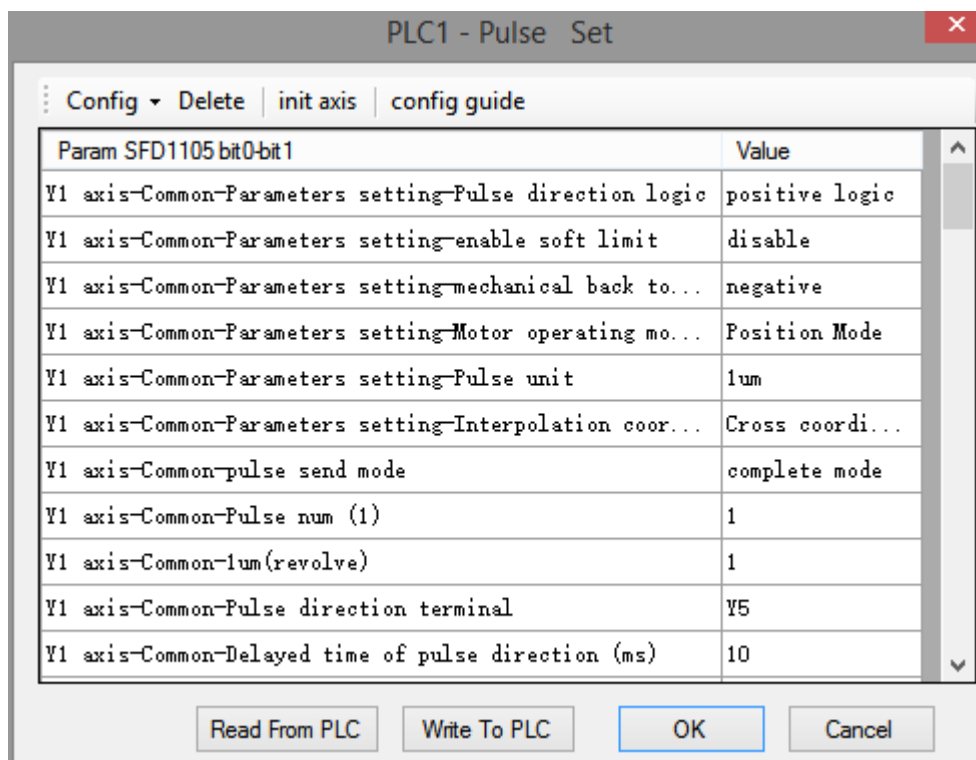 PLC1 - Pulse Set
Config Delete init axis config guide
Param SFD1105 bit0-bit1 Value
Y1 axis-Common-Parameters setting-Pulse direction logic positive logic
Y1 axis-Common-Parameters setting-enable soft limit disable
Y1 axis-Common-Parameters setting-mechanical back to... negative
Y1 axis-Common-Parameters setting-Motor operating mo... Position Mode
Y1 axis-Common-Parameters setting-Pulse unit 1um
Y1 axis-Common-Parameters setting-Interpolation coor... Cross coordi...
Y1 axis-Common-pulse send mode complete mode
Y1 axis-Common-Pulse num (1) 1
Y1 axis-Common-1um(revolve) 1
Y1 axis-Common-Pulse direction terminal Y5
Y1 axis-Common-Delayed time of pulse direction (ms) 10
Read From PLC Write To PLC OK Cancel